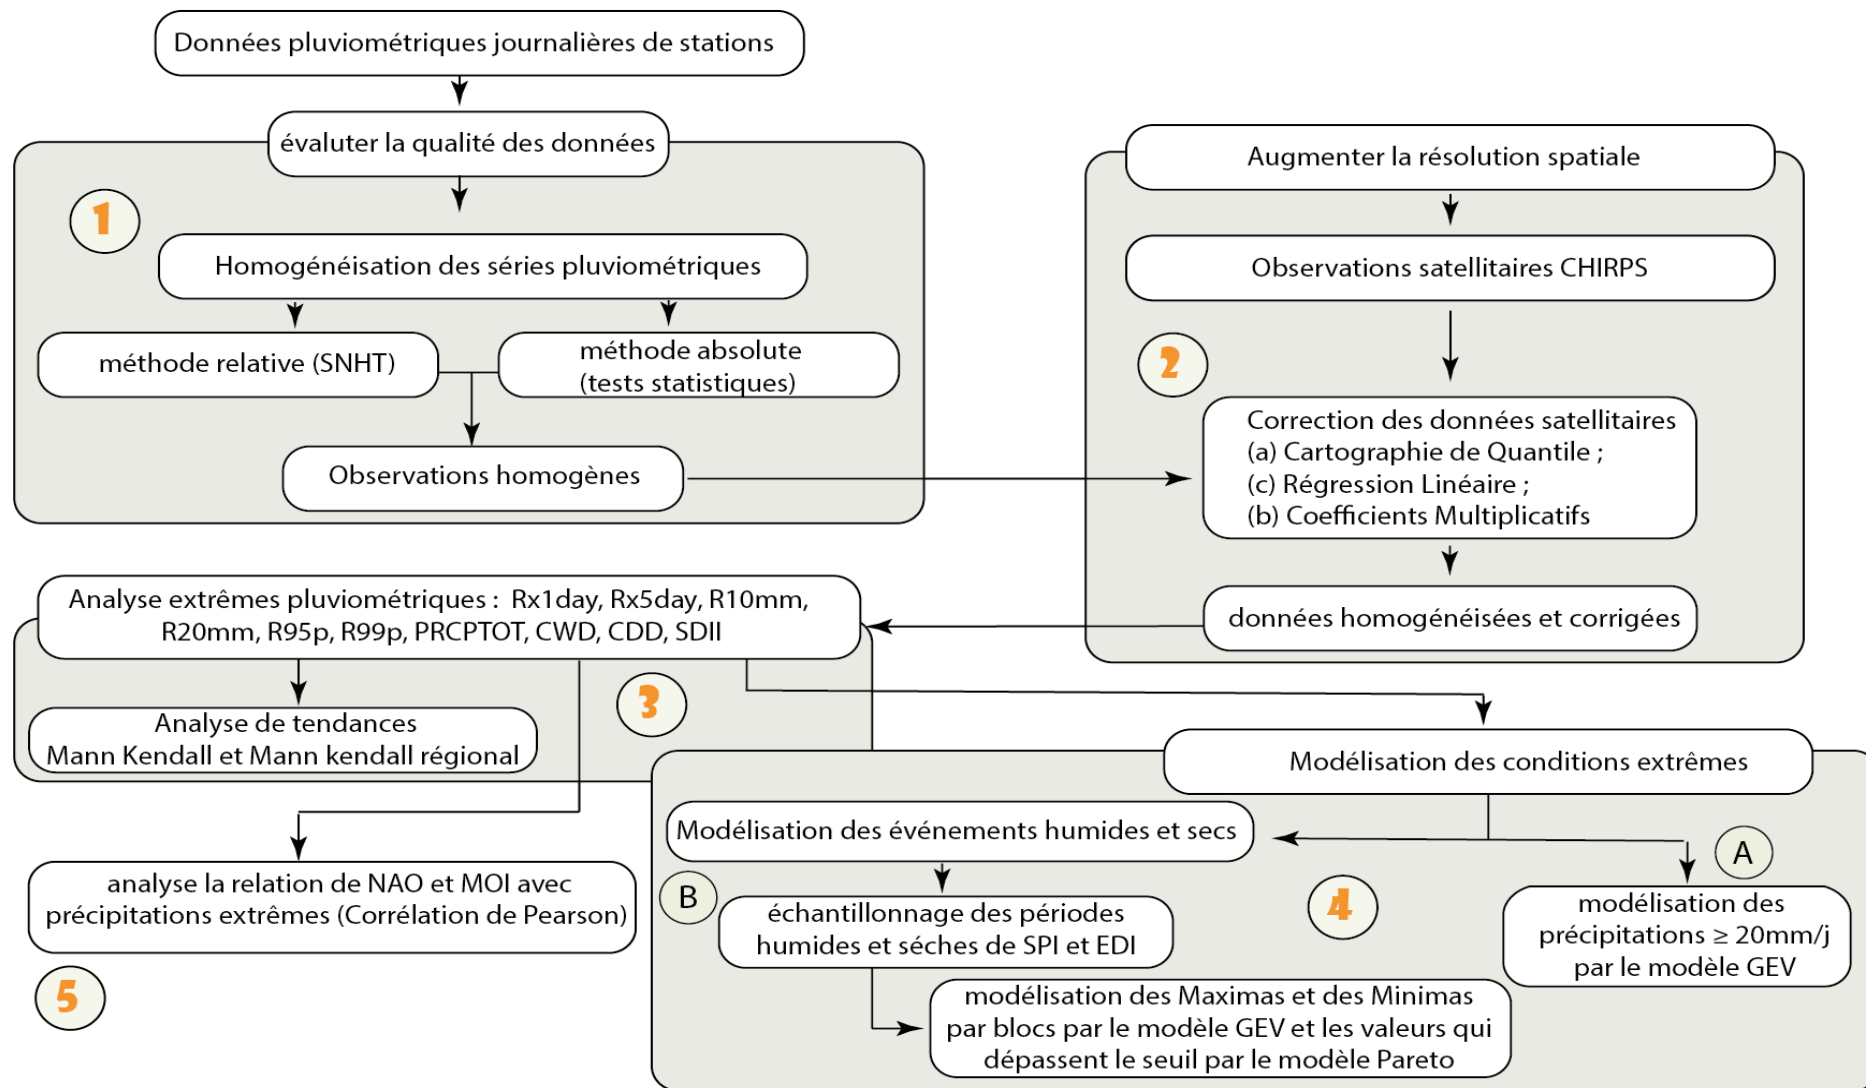 Données pluviométriques journalières de stations
évaluter la qualité des données
1
Homogénéisation des séries pluviométriques
méthode relative (SNHT)
méthode absolute
(tests statistiques)
Observations homogènes
Augmenter la résolution spatiale
Observations satellitaires CHIRPS
2
Correction des données satellitaires
(a) Cartographie de Quantile ;
(c) Régression Linéaire ;
(b) Coefficients Multiplicatifs
données homogénéisées et corrigées
Analyse extrêmes pluviométriques : Rx1day, Rx5day, R10mm,
R20mm, R95p, R99p, PRCPTOT, CWD, CDD, SDII
3
Analyse de tendances
Mann Kendall et Mann kendall régional
analyse la relation de NAO et MOI avec
précipitations extrêmes (Corrélation de Pearson)
5
Modélisation des conditions extrêmes
Modélisation des événements humides et secs
A
B
4
échantillonnage des périodes
humides et séches de SPI et EDI
modélisation des
précipitations ≥ 20mm/j
par le modèle GEV
modélisation des Maximas et des Minimas
par blocs par le modèle GEV et les valeurs qui
dépassent le seuil par le modèle Pareto